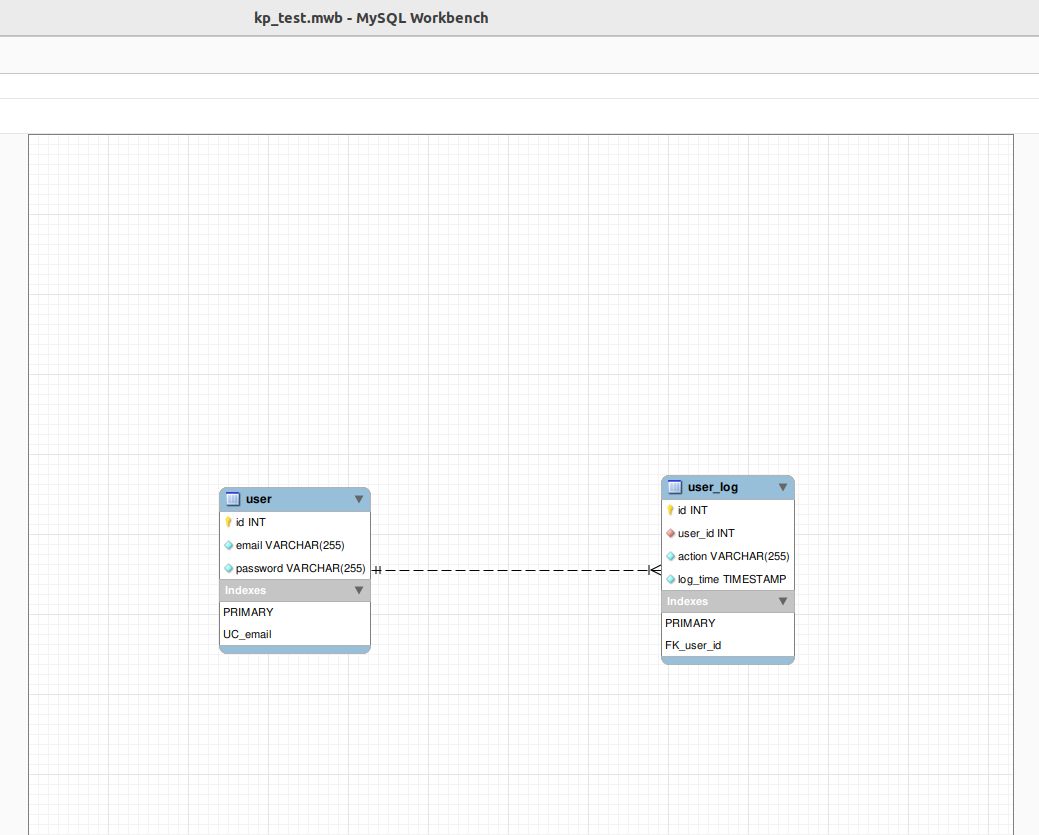 kp_test.mwb - MySQL Workbench
user
id INT
email VARCHAR(255)
password VARCHAR(255)
Indexes
PRIMARY
UC_email
user_log
id INT
user_id INT
action VARCHAR(255)
log_time TIMESTAMP
Indexes
PRIMARY
FK_user_id